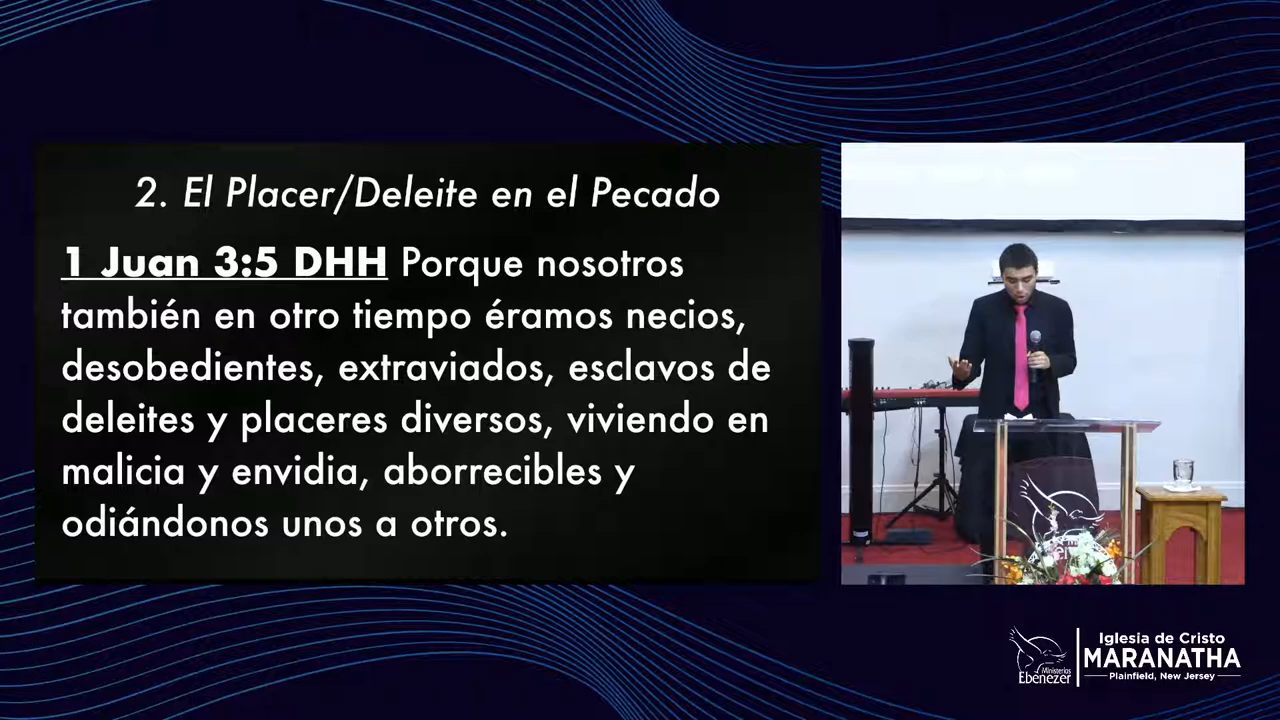 2. El Placer/Deleite en el Pecado
1 Juan 3:5 DHH Porque nosotros
también en otro tiempo éramos necios,
desobedientes, extraviados, esclavos de
deleites y placeres diversos, viviendo en
malicia y envidia, aborrecibles y
odiándonos unos a otros.
Ministerios
Ebenezer
Iglesia de Cristo
MARANATHA
Plainfield, New Jersey